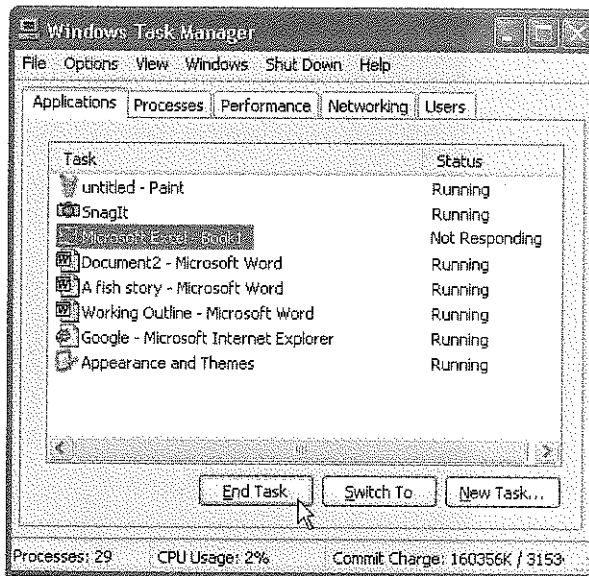 Windows Task Manager
File Options View Windows Shut Down Help
Applications Processes Performance Networking Users
Task Status
untitled - Paint Running
SnagIt Running
Microsoft Excel - Book1 Not Responding
Document2 - Microsoft Word Running
A fish story - Microsoft Word Running
Working Outline - Microsoft Word Running
Google - Microsoft Internet Explorer Running
Appearance and Themes Running
End Task Switch To New Task...
Processes: 29 CPU Usage: 2% Commit Charge: 160356K / 3153